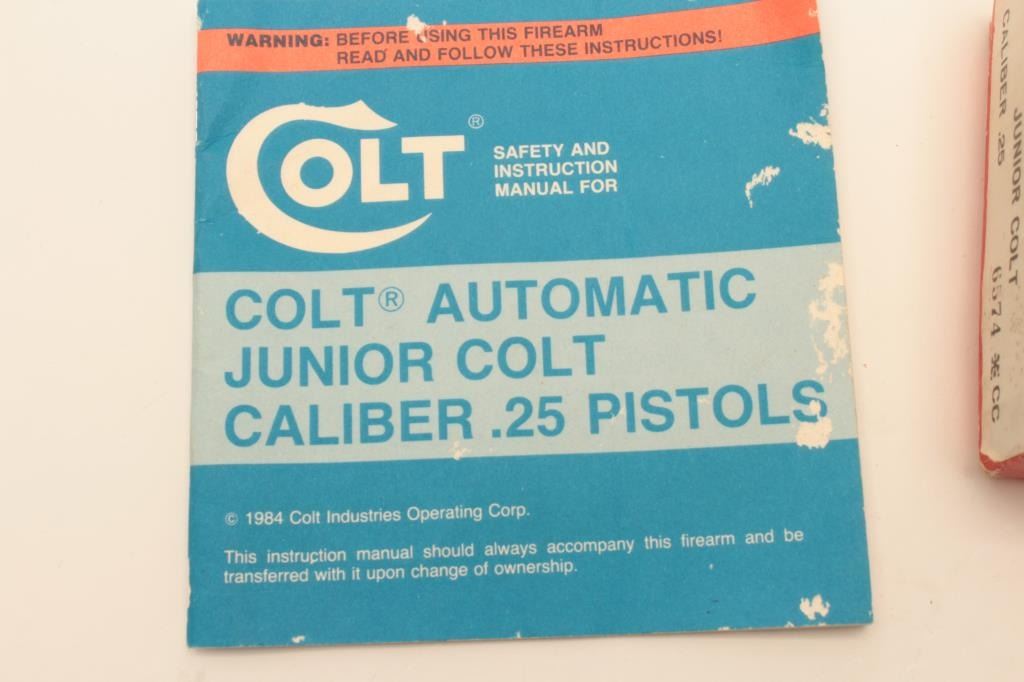 WARNING: BEFORE USING THIS FIREARM
READ AND FOLLOW THESE INSTRUCTIONS!
COLT®
SAFETY AND
INSTRUCTION
MANUAL FOR
COLT® AUTOMATIC
JUNIOR COLT
CALIBER .25 PISTOLS
© 1984 Colt Industries Operating Corp.
This instruction manual should always accompany this firearm and be
transferred with it upon change of ownership.
JUNIOR COLT
CALIBER .25
CC